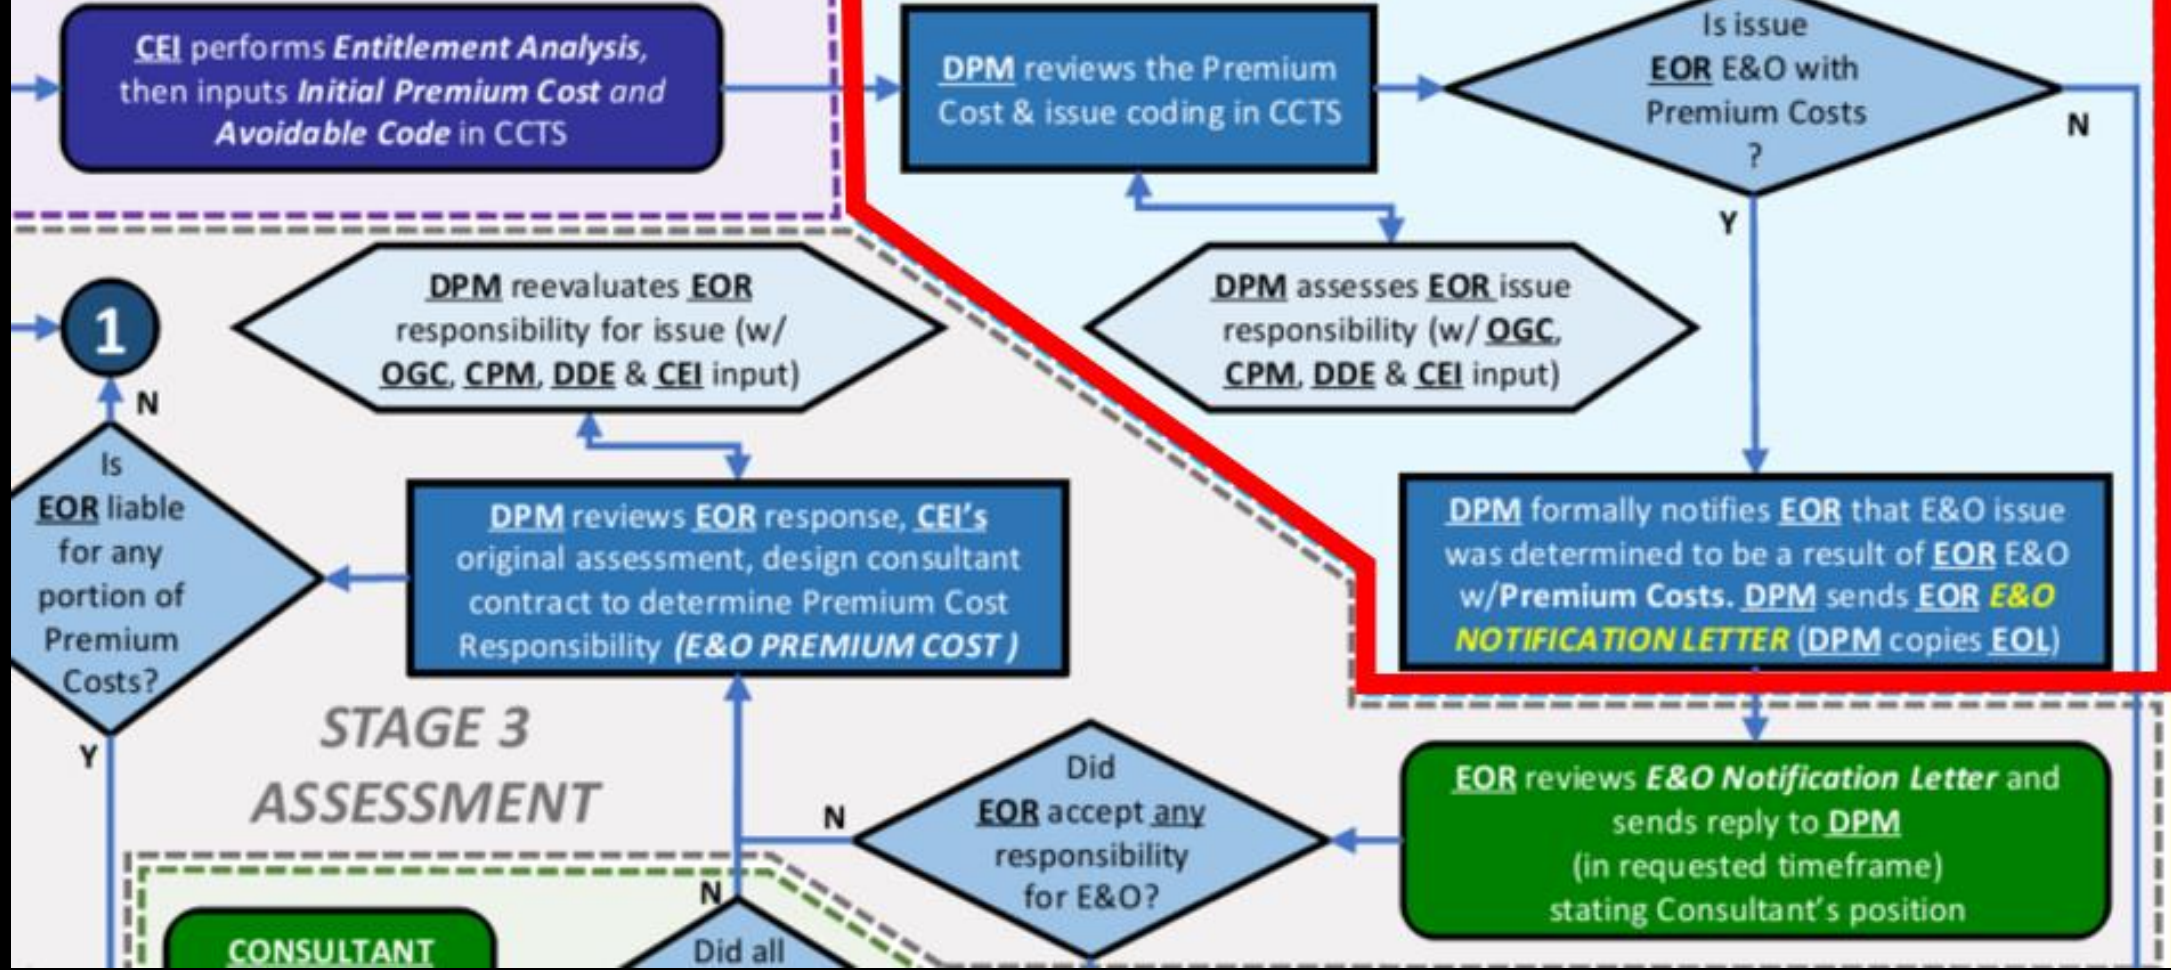 CEI performs Entitlement Analysis,
then inputs Initial Premium Cost and
Avoidable Code in CCTS
DPM reviews the Premium
Cost & issue coding in CCTS
Is issue
EOR E&O with
Premium Costs
?
N
Y
1
N
DPM reevaluates EOR
responsibility for issue (w/
OGC, CPM, DDE & CEI input)
DPM assesses EOR issue
responsibility (w/ OGC,
CPM, DDE & CEI input)
Is
EOR liable
for any
portion of
Premium
Costs?
Y
DPM reviews EOR response, CEI's
original assessment, design consultant
contract to determine Premium Cost
Responsibility (E&O PREMIUM COST )
DPM formally notifies EOR that E&O issue
was determined to be a result of EOR E&O
w/Premium Costs. DPM sends EOR E&O
NOTIFICATION LETTER (DPM copies EOL)
STAGE 3
ASSESSMENT
N
Did
EOR accept any
responsibility
for E&O?
EOR reviews E&O Notification Letter and
sends reply to DPM
(in requested timeframe)
stating Consultant's position
N
CONSULTANT
Did all